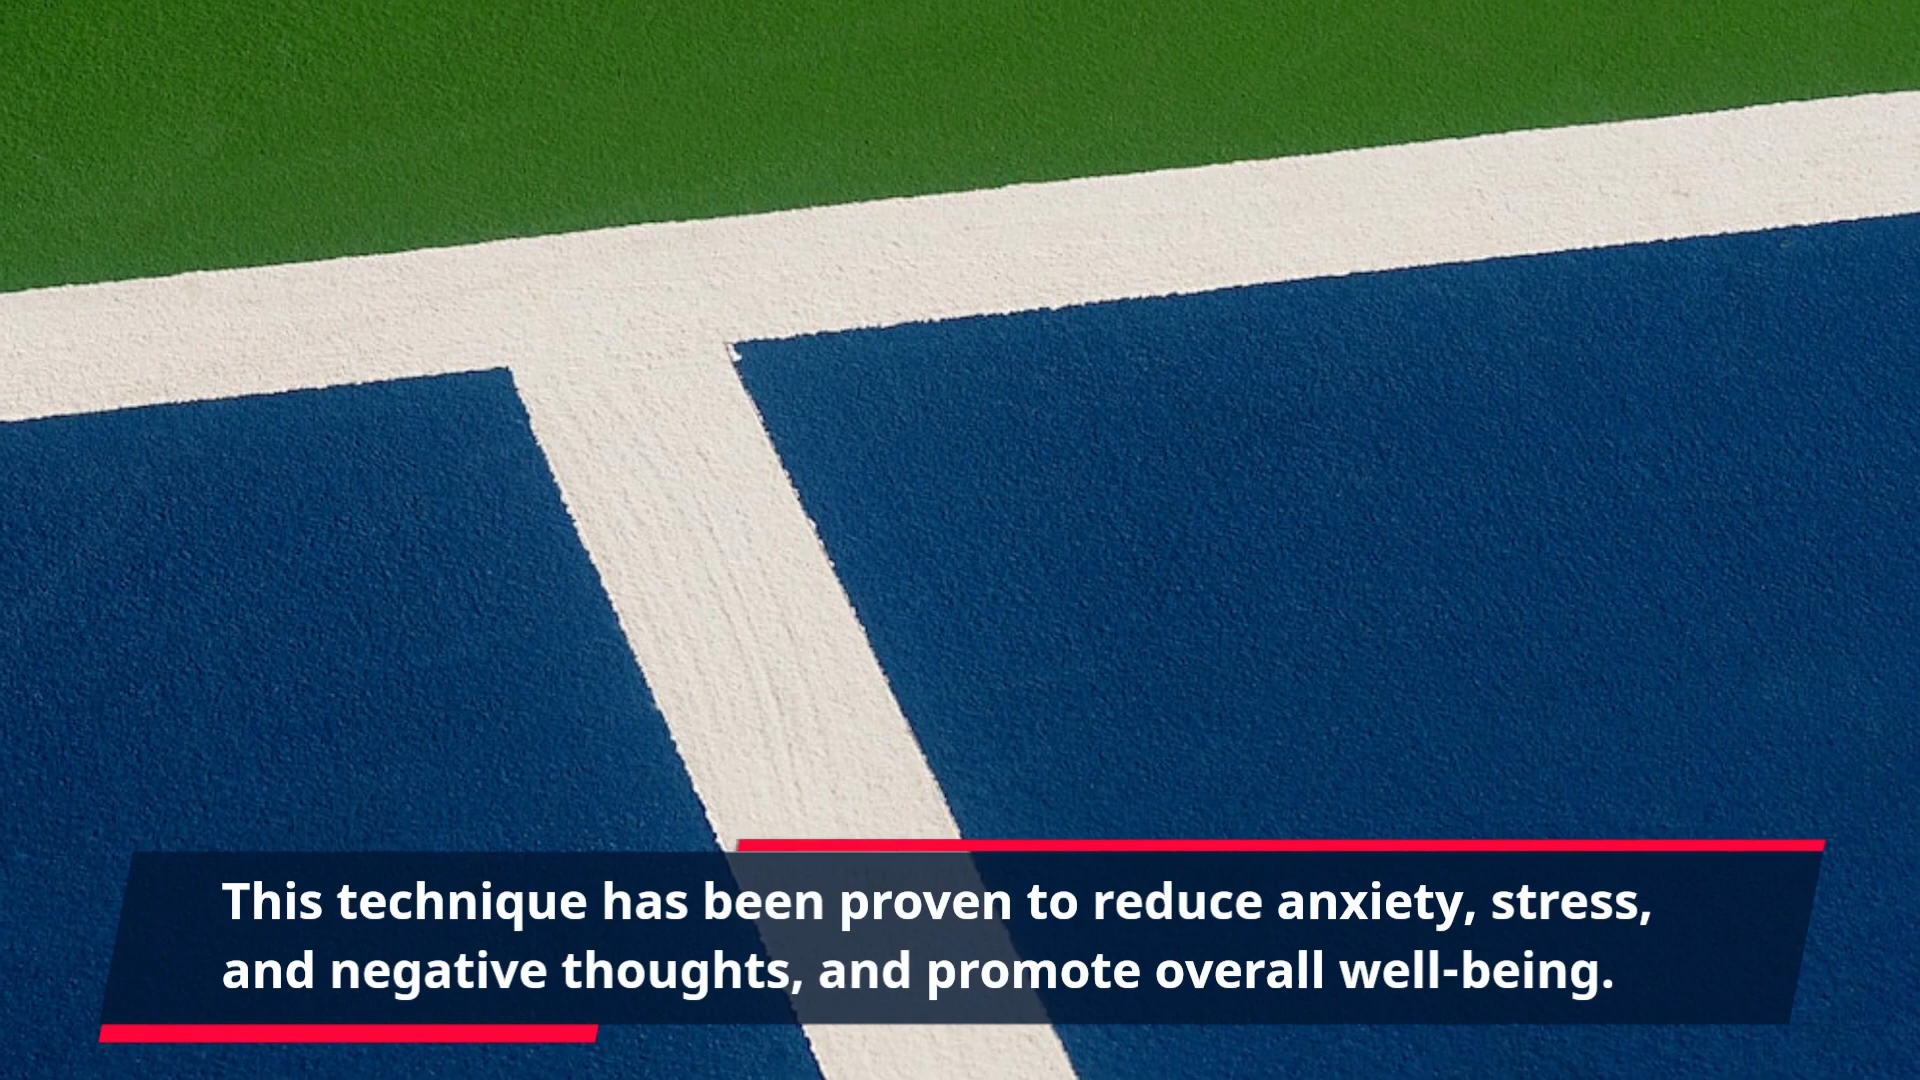 This technique has been proven to reduce anxiety, stress,
and negative thoughts, and promote overall well-being.